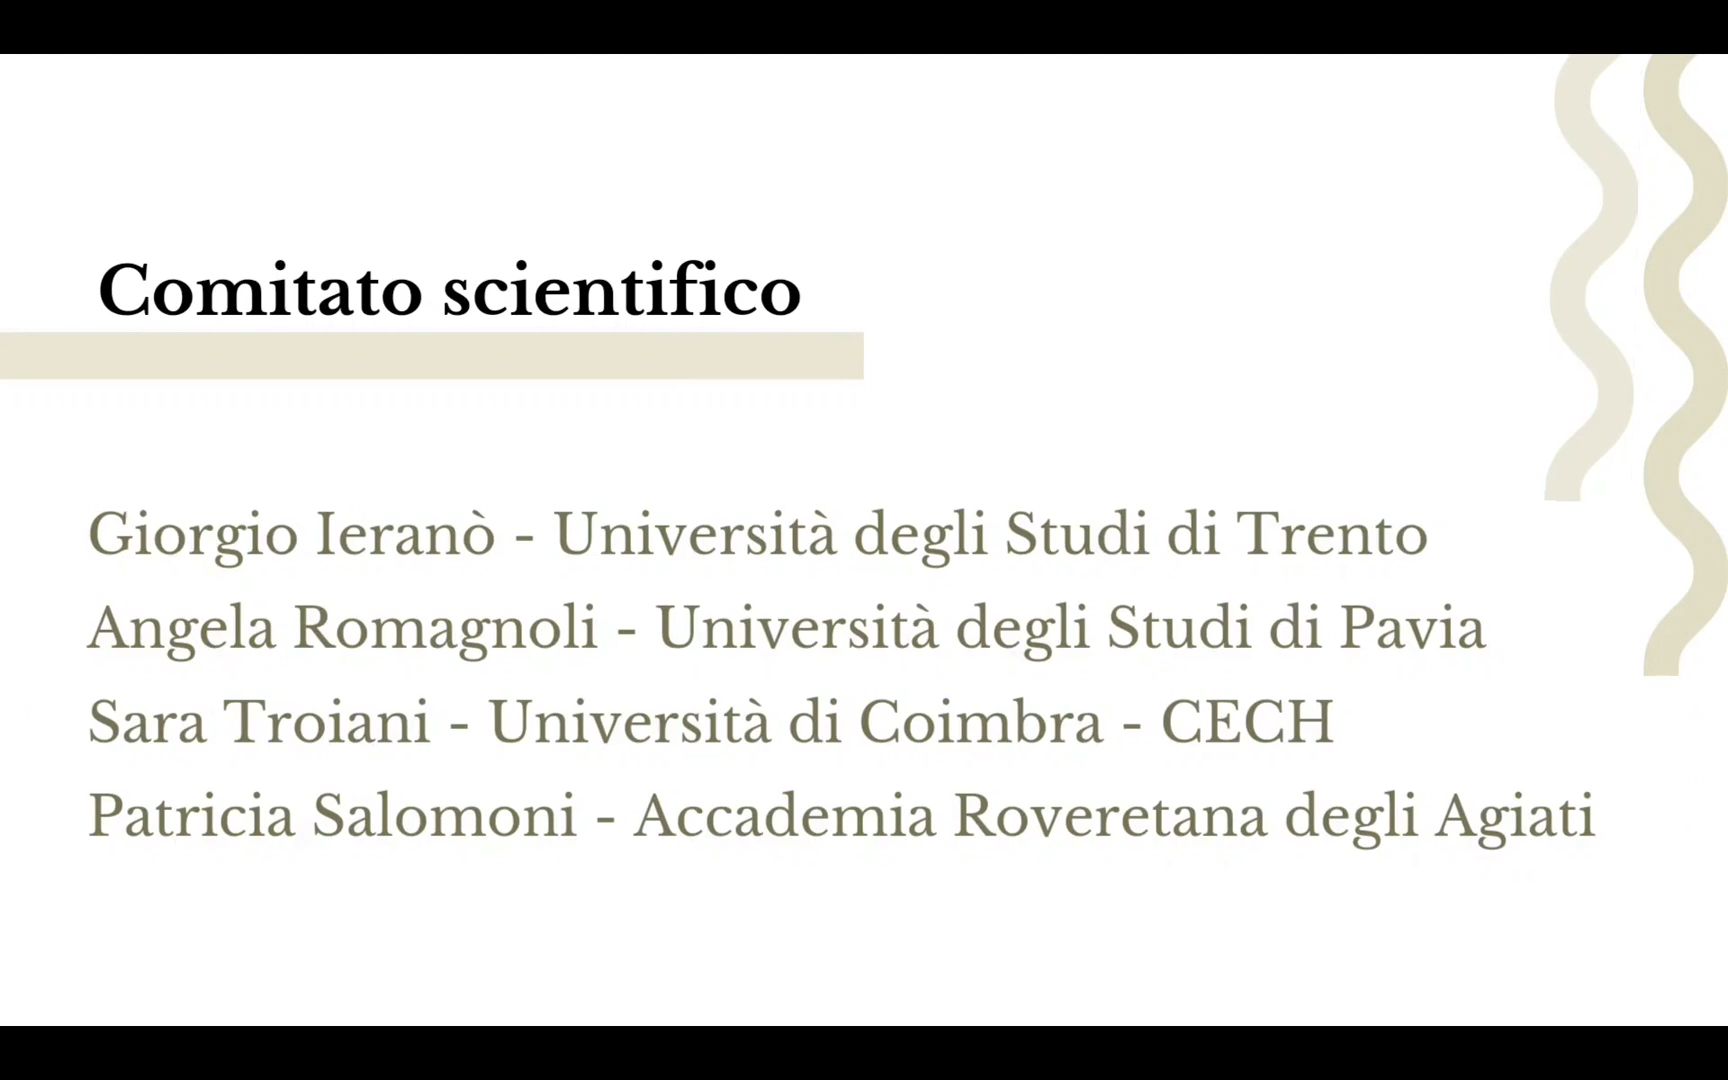 Comitato scientifico
Giorgio Ieranò - Università degli Studi di Trento
Angela Romagnoli - Università degli Studi di Pavia
Sara Troiani - Università di Coimbra - CECH
Patricia Salomoni - Accademia Roveretana degli Agiati